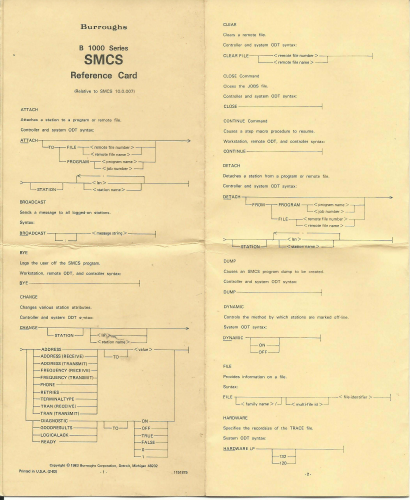 Burroughs
B 1000 Series
SMCS
Reference Card
(Relative to SMCS 10.0.007)
ATTACH
Attaches a station to a program or remote file.
Controller and system ODT syntax:
ATTACH
TO FILE <remote file number>
<remote file name>
PROGRAM <program name>
<job number>
STATION <lsn>
<station name>
BROADCAST
Sends a message to all logged-on stations.
Syntax:
BROADCAST <message string>
BYE
Logs the user off the SMCS program.
Workstation, remote ODT, and controller syntax:
BYE
CHANGE
Changes various station attributes.
Controller and system ODT syntax:
CHANGE
STATION
<station name>
ADDRESS TO <value>
ADDRESS (RECEIVE)
ADDRESS (TRANSMIT)
FREQUENCY (RECEIVE)
FREQUENCY (TRANSMIT)
PHONE
RETRIES
TERMINALTYPE
TRAN (RECEIVE)
TRAN (TRANSMIT)
DIAGNOSTIC TO ON
GOODRESULTS OFF
LOGICALACK TRUE
READY FALSE
0
1
Copyright © 1983 Burroughs Corporation, Detroit, Michigan 48232
Printed in U.S.A. - 1 -
CLEAR
Clears a remote file.
Controller and system ODT syntax:
CLEAR FILE <remote file number>
<remote file name>
CLOSE Command
Closes the JOBS file.
Controller and system ODT syntax:
CLOSE
CONTINUE Command
Causes a stop macro procedure to resume.
Workstation, remote ODT, and controller syntax:
CONTINUE
DETACH
Detaches a station from a program or remote file.
Controller and system ODT syntax:
DETACH
FROM PROGRAM <program name>
<job number>
FILE <remote file number>
<remote file name>
STATION <lsn>
<station name>
DUMP
Causes an SMCS program dump to be created.
Controller and system ODT syntax:
DUMP
DYNAMIC
Controls the method by which stations are marked off-line.
System ODT syntax:
DYNAMIC
ON
OFF
FILE
Provides information on a file.
Syntax:
FILE <file-identifier>
<family name> / <multi-file-id> /
HARDWARE
Specifies the recordsize of the TRACE file.
System ODT syntax:
HARDWARE LP
132
120
- 2 -